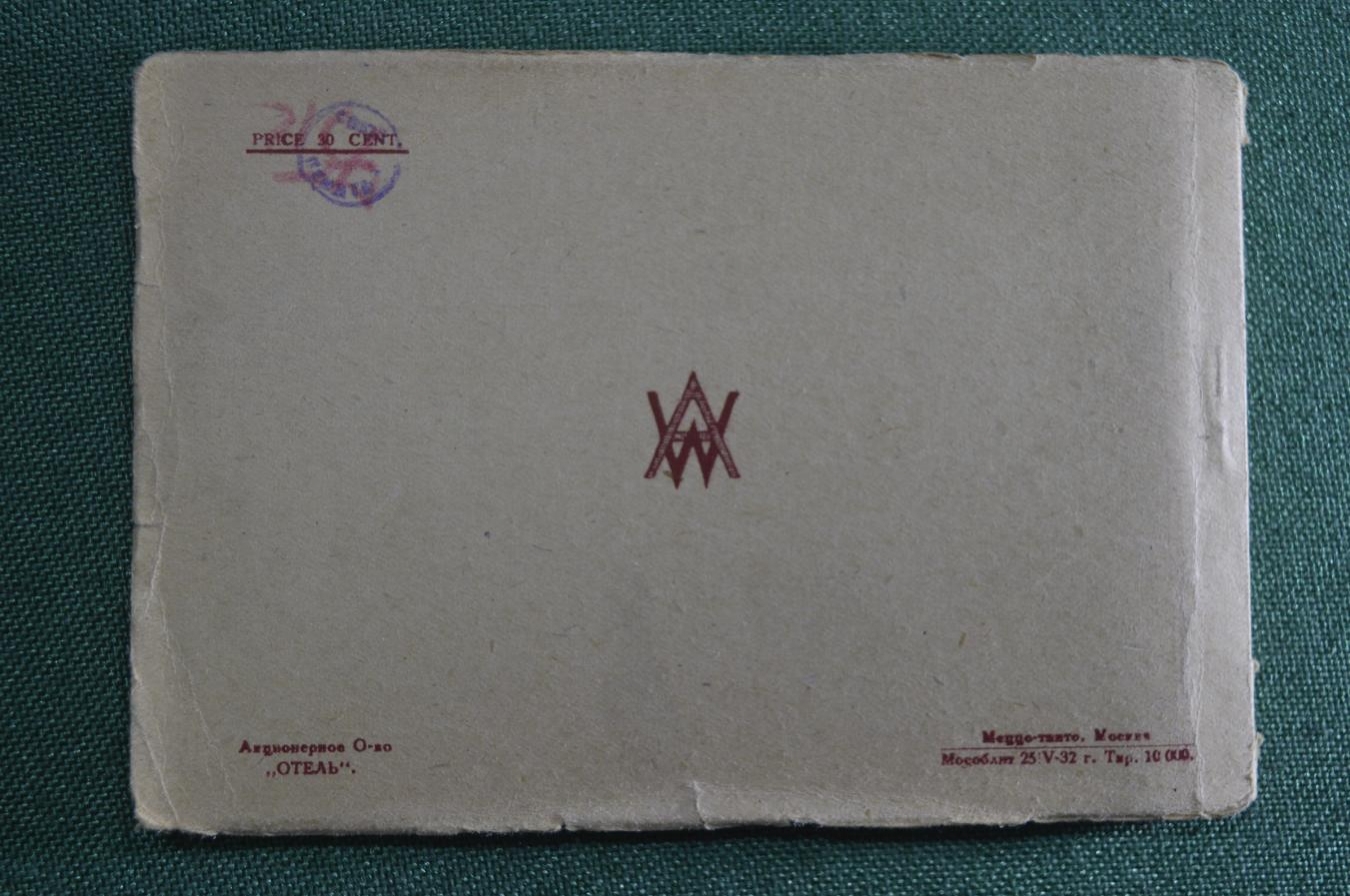 PRICE 30 CENT.
Акционерное О-во
„ОТЕЛЬ“.
Меццо-тинто, Москва
Мособлит 25/V-32 г. Тир. 10 000.